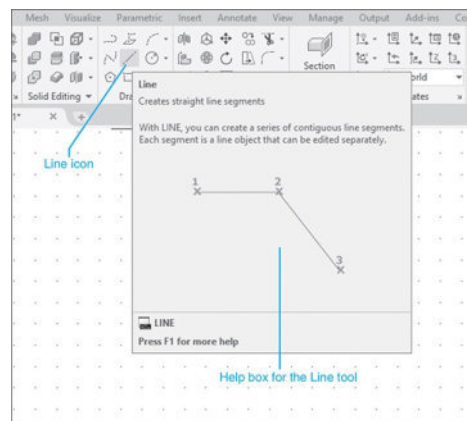 Mesh Visualize Parametric Insert Annotate View Manage Output Add-ins
Section
Solid Editing
Line
Creates straight line segments
With LINE, you can create a series of contiguous line segments.
Each segment is a line object that can be edited separately.
Line icon
1 2
3
LINE
Press F1 for more help
Help box for the Line tool